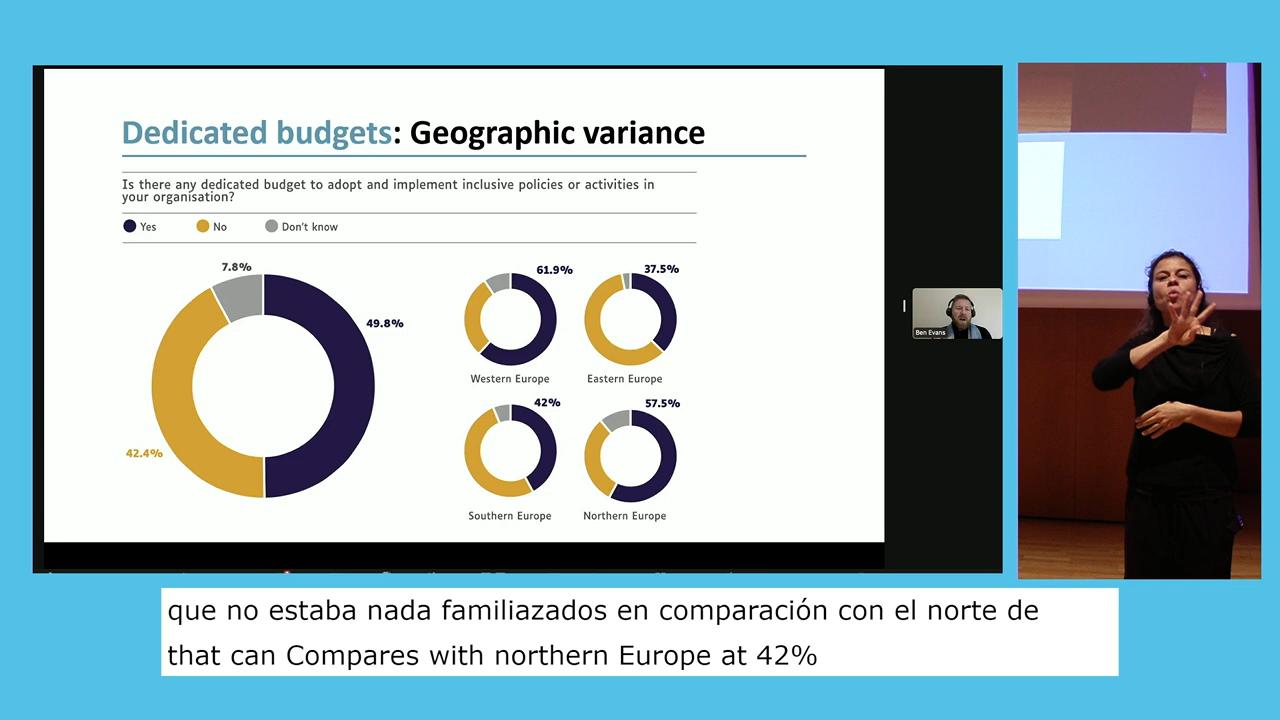 Dedicated budgets: Geographic variance
Is there any dedicated budget to adopt and implement inclusive policies or activities in
your organisation?
Yes
No
Don't know
7.8%
49.8%
42.4%
61.9%
Western Europe
37.5%
Eastern Europe
42%
Southern Europe
57.5%
Northern Europe
Ben Evans
que no estaba nada familiazados en comparación con el norte de
that can Compares with northern Europe at 42%